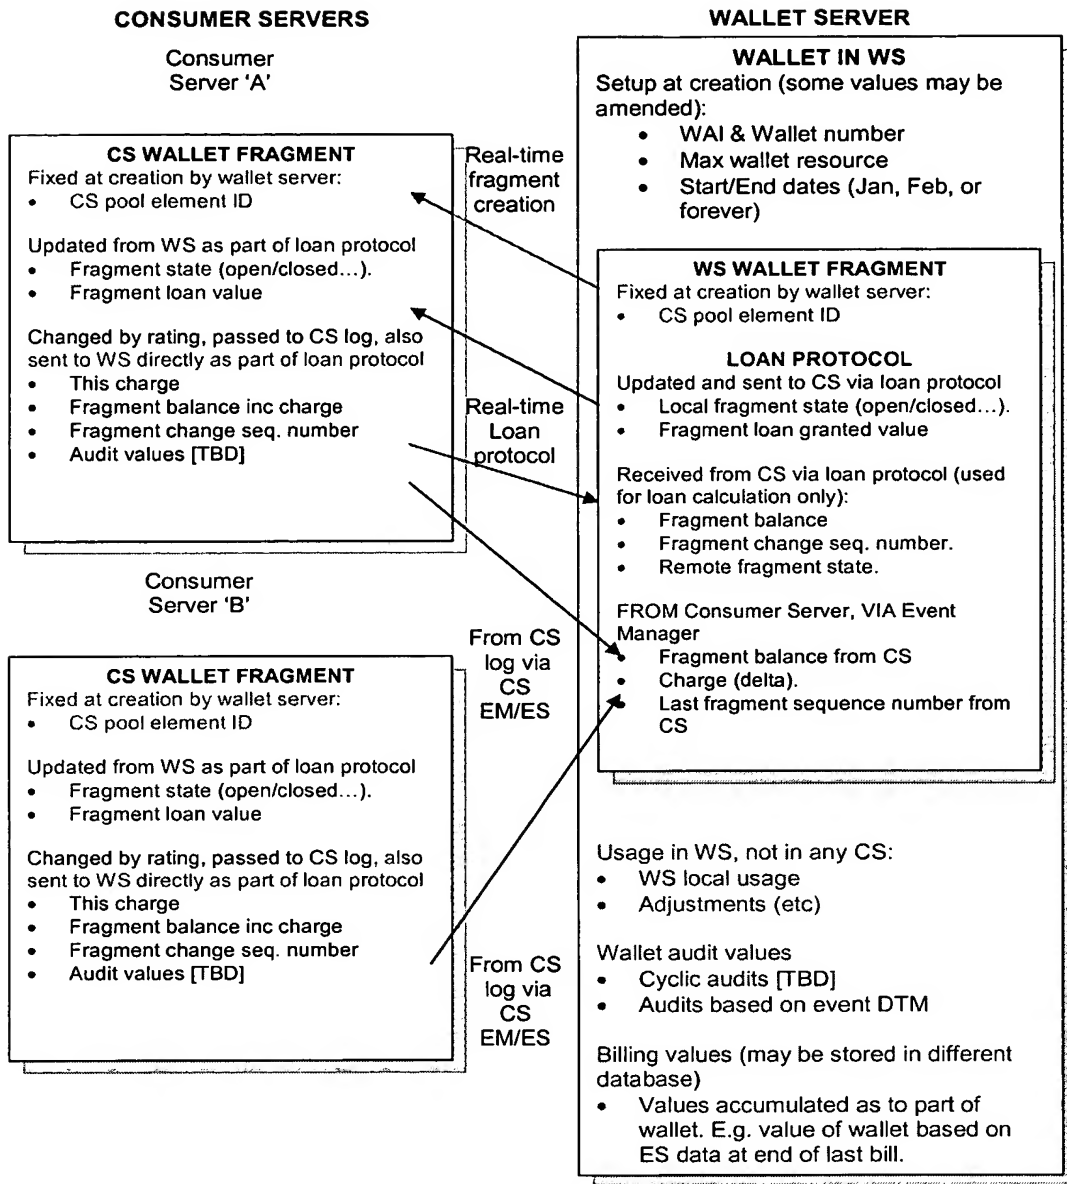 CONSUMER SERVERS
Consumer
Server 'A'
CS WALLET FRAGMENT
Fixed at creation by wallet server:
• CS pool element ID
Updated from WS as part of loan protocol
• Fragment state (open/closed...).
• Fragment loan value
Changed by rating, passed to CS log, also
sent to WS directly as part of loan protocol
• This charge
• Fragment balance inc charge
• Fragment change seq. number
• Audit values [TBD]
Consumer
Server 'B'
CS WALLET FRAGMENT
Fixed at creation by wallet server:
• CS pool element ID
Updated from WS as part of loan protocol
• Fragment state (open/closed...).
• Fragment loan value
Changed by rating, passed to CS log, also
sent to WS directly as part of loan protocol
• This charge
• Fragment balance inc charge
• Fragment change seq. number
• Audit values [TBD]
Real-time
fragment
creation
Real-time
Loan
protocol
From CS
log via
CS
EM/ES
From CS
log via
CS
EM/ES
WALLET SERVER
WALLET IN WS
Setup at creation (some values may be
amended):
• WAI & Wallet number
• Max wallet resource
• Start/End dates (Jan, Feb, or
forever)
WS WALLET FRAGMENT
Fixed at creation by wallet server:
• CS pool element ID
LOAN PROTOCOL
Updated and sent to CS via loan protocol
• Local fragment state (open/closed...).
• Fragment loan granted value
Received from CS via loan protocol (used
for loan calculation only):
• Fragment balance
• Fragment change seq. number.
• Remote fragment state.
FROM Consumer Server, VIA Event
Manager
• Fragment balance from CS
• Charge (delta).
• Last fragment sequence number from
CS
Usage in WS, not in any CS:
• WS local usage
• Adjustments (etc)
Wallet audit values
• Cyclic audits [TBD]
• Audits based on event DTM
Billing values (may be stored in different
database)
• Values accumulated as to part of
wallet. E.g. value of wallet based on
ES data at end of last bill.